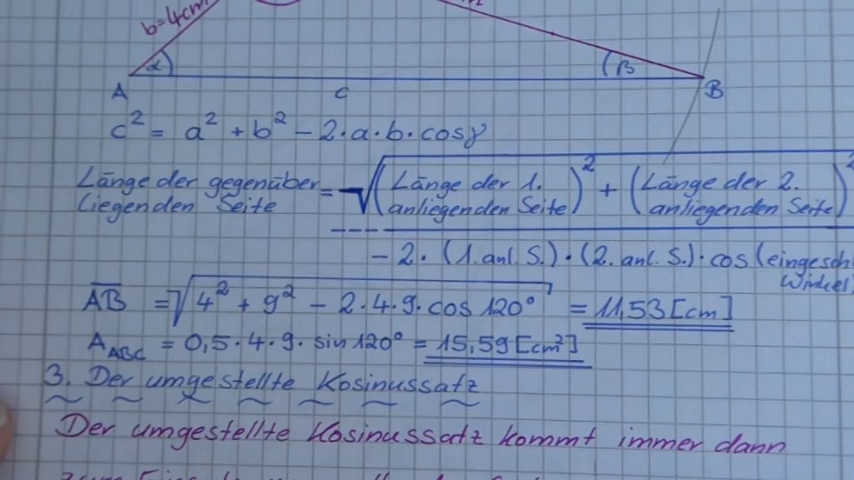 b=4cm
α
β
A
c
B
c² = a² + b² - 2·a·b·cosγ
Länge der gegenüber liegenden Seite = √(Länge der 1. anliegenden Seite)² + (Länge der 2. anliegenden Seite)²
- 2 · (1. anl. S.) · (2. anl. S.) · cos (eingesch
Winkel
AB = √4² + 9² - 2·4·9·cos 120° = 11,53 [cm]
A ABC = 0,5·4·9·sin 120° = 15,59 [cm²]
3. Der umgestellte Kosinussatz
Der umgestellte Kosinussatz kommt immer dann